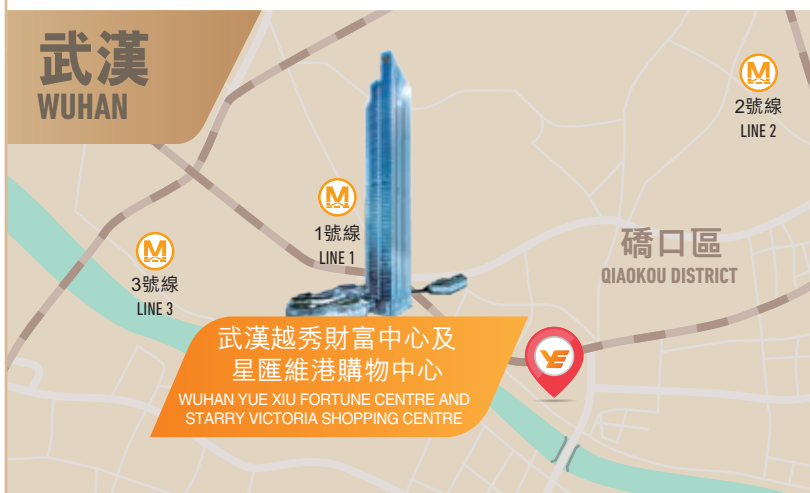 武漢
WUHAN
M
2號線
LINE 2
M
1號線
LINE 1
M
3號線
LINE 3
礄口區
QIAOKOU DISTRICT
武漢越秀財富中心及
星匯維港購物中心
WUHAN YUE XIU FORTUNE CENTRE AND
STARRY VICTORIA SHOPPING CENTRE